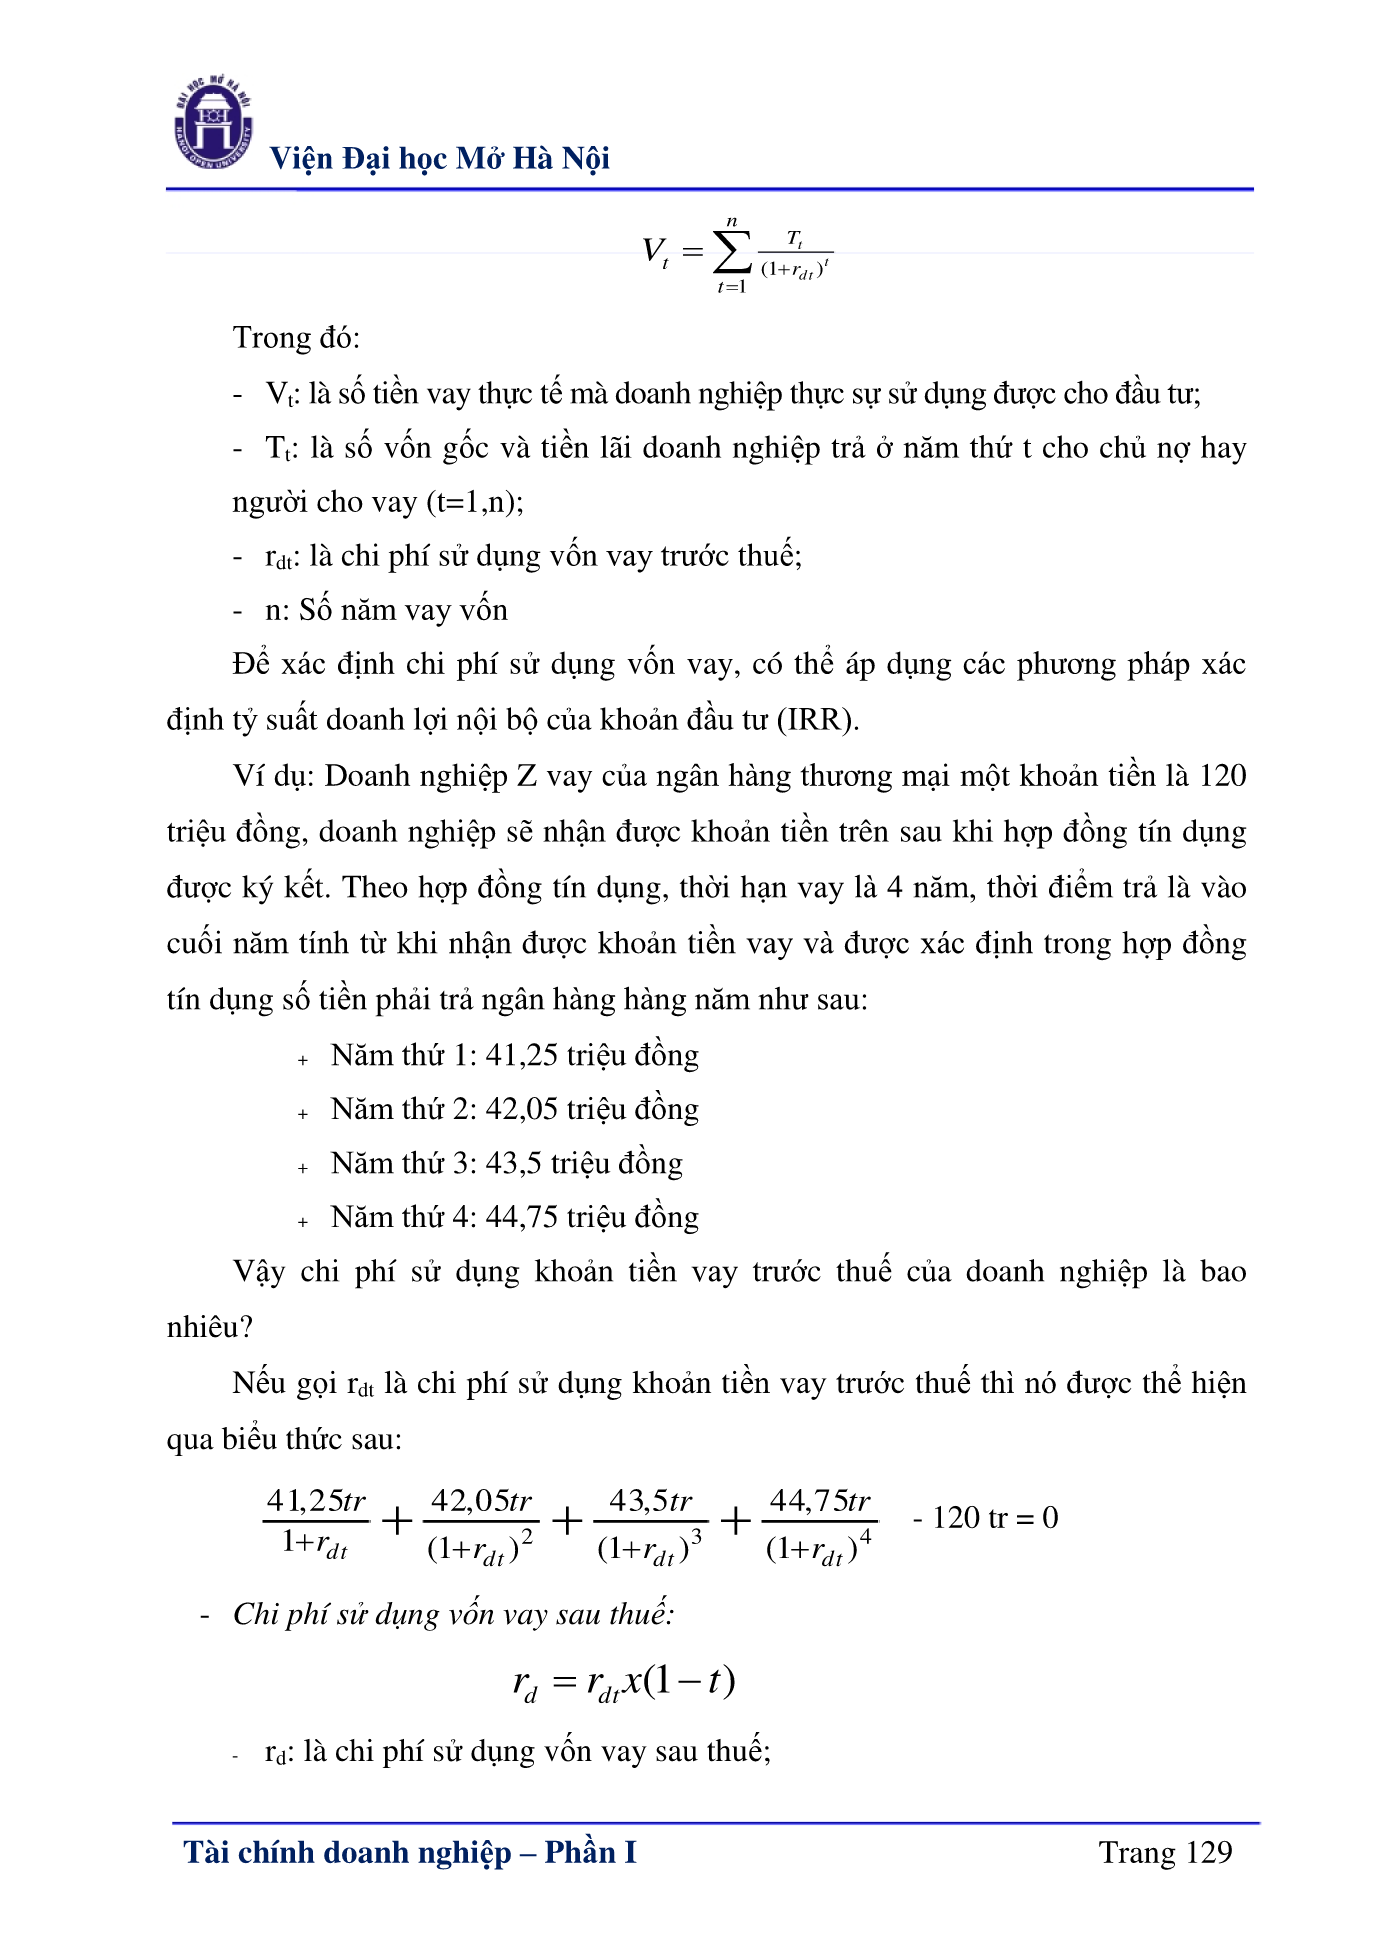 ĐẠI HỌC MỞ HÀ NỘI
HANOI OPEN UNIVERSITY
Viện Đại học Mở Hà Nội
V_t = \sum_{t=1}^{n} \frac{T_t}{(1+r_{dt})^t}
Trong đó:
- Vt: là số tiền vay thực tế mà doanh nghiệp thực sự sử dụng được cho đầu tư;
- Tt: là số vốn gốc và tiền lãi doanh nghiệp trả ở năm thứ t cho chủ nợ hay
người cho vay (t=1,n);
- rdt: là chi phí sử dụng vốn vay trước thuế;
- n: Số năm vay vốn
Để xác định chi phí sử dụng vốn vay, có thể áp dụng các phương pháp xác
định tỷ suất doanh lợi nội bộ của khoản đầu tư (IRR).
Ví dụ: Doanh nghiệp Z vay của ngân hàng thương mại một khoản tiền là 120
triệu đồng, doanh nghiệp sẽ nhận được khoản tiền trên sau khi hợp đồng tín dụng
được ký kết. Theo hợp đồng tín dụng, thời hạn vay là 4 năm, thời điểm trả là vào
cuối năm tính từ khi nhận được khoản tiền vay và được xác định trong hợp đồng
tín dụng số tiền phải trả ngân hàng hàng năm như sau:
+ Năm thứ 1: 41,25 triệu đồng
+ Năm thứ 2: 42,05 triệu đồng
+ Năm thứ 3: 43,5 triệu đồng
+ Năm thứ 4: 44,75 triệu đồng
Vậy chi phí sử dụng khoản tiền vay trước thuế của doanh nghiệp là bao
nhiêu?
Nếu gọi rdt là chi phí sử dụng khoản tiền vay trước thuế thì nó được thể hiện
qua biểu thức sau:
\frac{41,25tr}{1+r_{dt}} + \frac{42,05tr}{(1+r_{dt})^2} + \frac{43,5tr}{(1+r_{dt})^3} + \frac{44,75tr}{(1+r_{dt})^4} - 120 tr = 0
- Chi phí sử dụng vốn vay sau thuế:
r_d = r_{dt}x(1 − t)
- rd: là chi phí sử dụng vốn vay sau thuế;
Tài chính doanh nghiệp – Phần I Trang 129